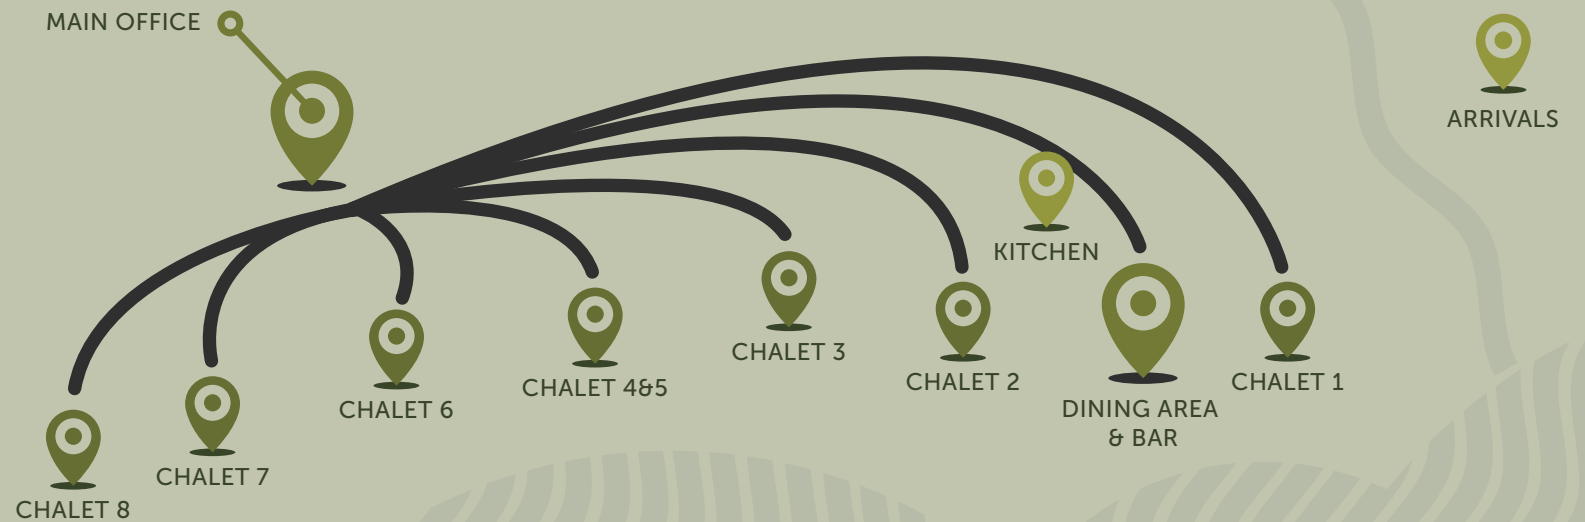 MAIN OFFICE
ARRIVALS
KITCHEN
CHALET 3
CHALET 2
CHALET 1
CHALET 4&5
CHALET 6
DINING AREA
& BAR
CHALET 7
CHALET 8